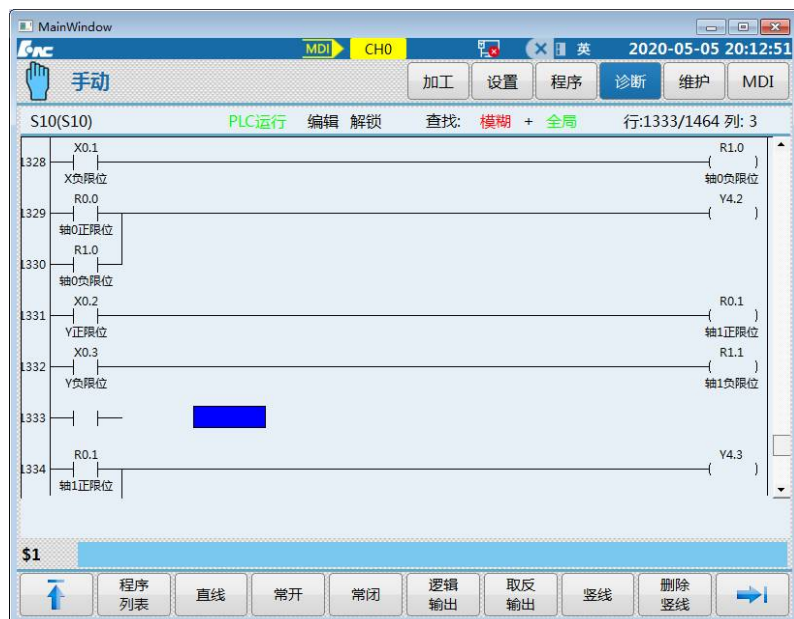 MainWindow
MDI CH0 英 2020-05-05 20:12:51
手动 加工 设置 程序 诊断 维护 MDI
S10(S10) PLC运行 编辑 解锁 查找: 模糊 + 全局 行:1333/1464 列: 3
X0.1 R1.0
1328
X负限位 轴0负限位
R0.0 Y4.2
1329
轴0正限位
R1.0
1330
轴0负限位
X0.2 R0.1
1331
Y正限位 轴1正限位
X0.3 R1.1
1332
Y负限位 轴1负限位
1333
R0.1 Y4.3
1334
轴1正限位
$1
程序 列表 直线 常开 常闭 逻辑 输出 取反 输出 竖线 删除 竖线